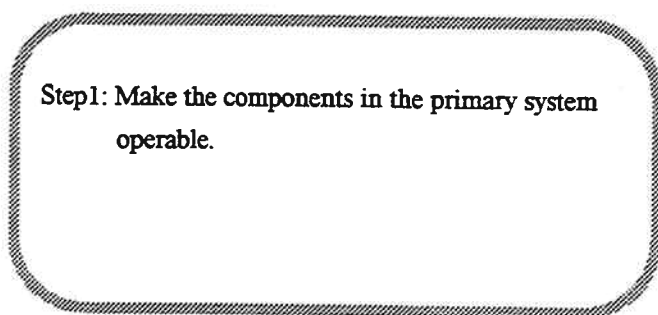 Step1: Make the components in the primary system
operable.